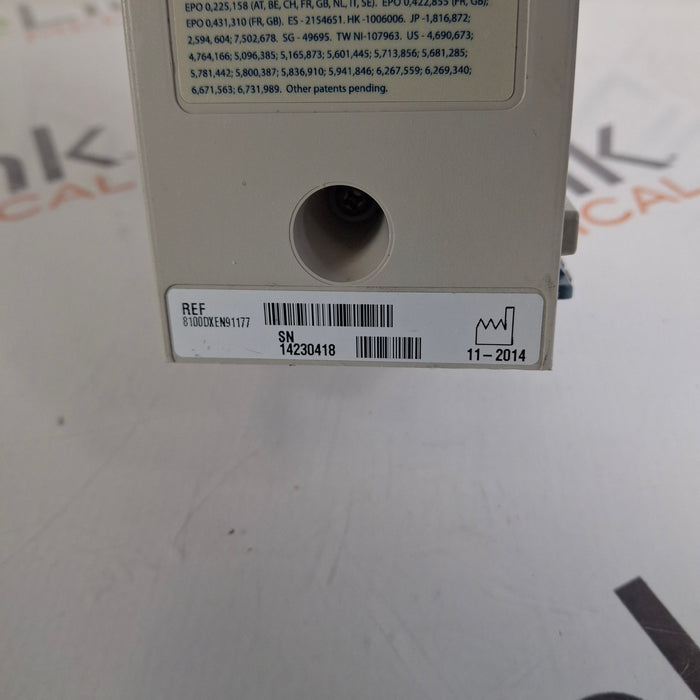 EPO 0,225,158 (AT, BE, CH, FR, GB, NL, IT, SE). EPO 0,422,855 (FR, GB);
EPO 0,431,310 (FR, GB). ES - 2154651. HK - 1006006. JP - 1,816,872;
2,594,604; 7,502,678. SG - 49695. TW NI-107963. US - 4,690,673;
4,764,166; 5,096,385; 5,165,873; 5,601,445; 5,713,856; 5,681,285;
5,781,442; 5,800,387; 5,836,910; 5,941,846; 6,267,559; 6,269,340;
6,671,563; 6,731,989. Other patents pending.
REF
8100DXEN91177
SN
14230418
11-2014